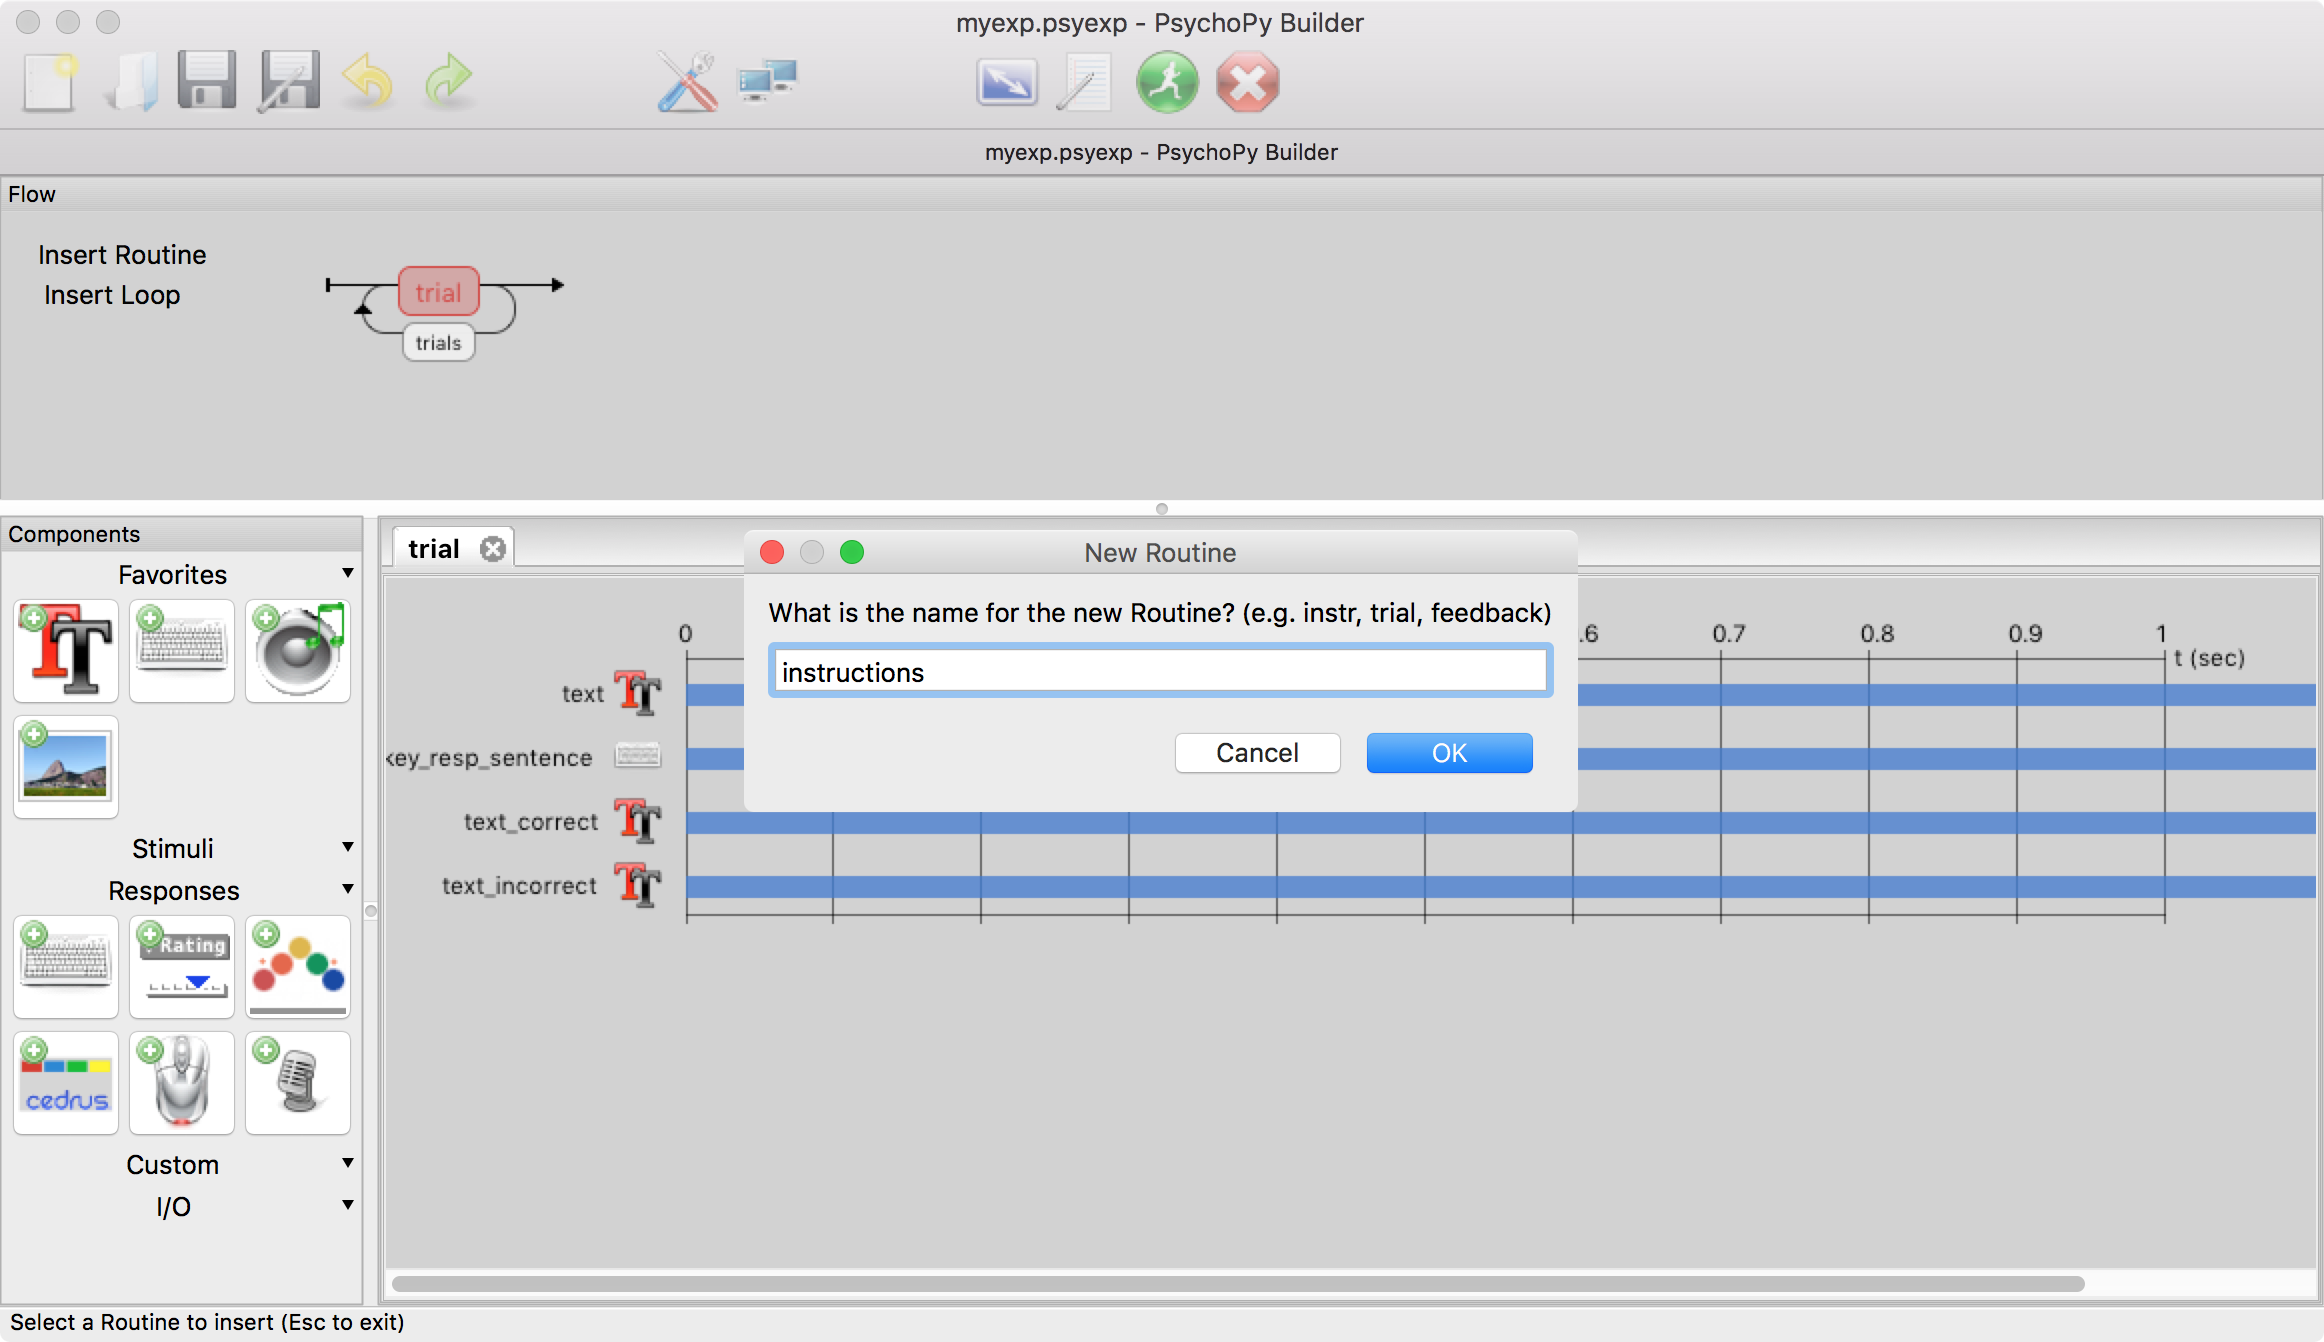 myexp.psyexp - PsychoPy Builder
myexp.psyexp - PsychoPy Builder
Flow
Insert Routine
Insert Loop
trial
trials
Components
Favorites
Stimuli
Responses
Rating
cedrus
Custom
I/O
trial
New Routine
What is the name for the new Routine? (e.g. instr, trial, feedback)
instructions
Cancel
OK
0
.6
0.7
0.8
0.9
1
t (sec)
text
key_resp_sentence
text_correct
text_incorrect
Select a Routine to insert (Esc to exit)